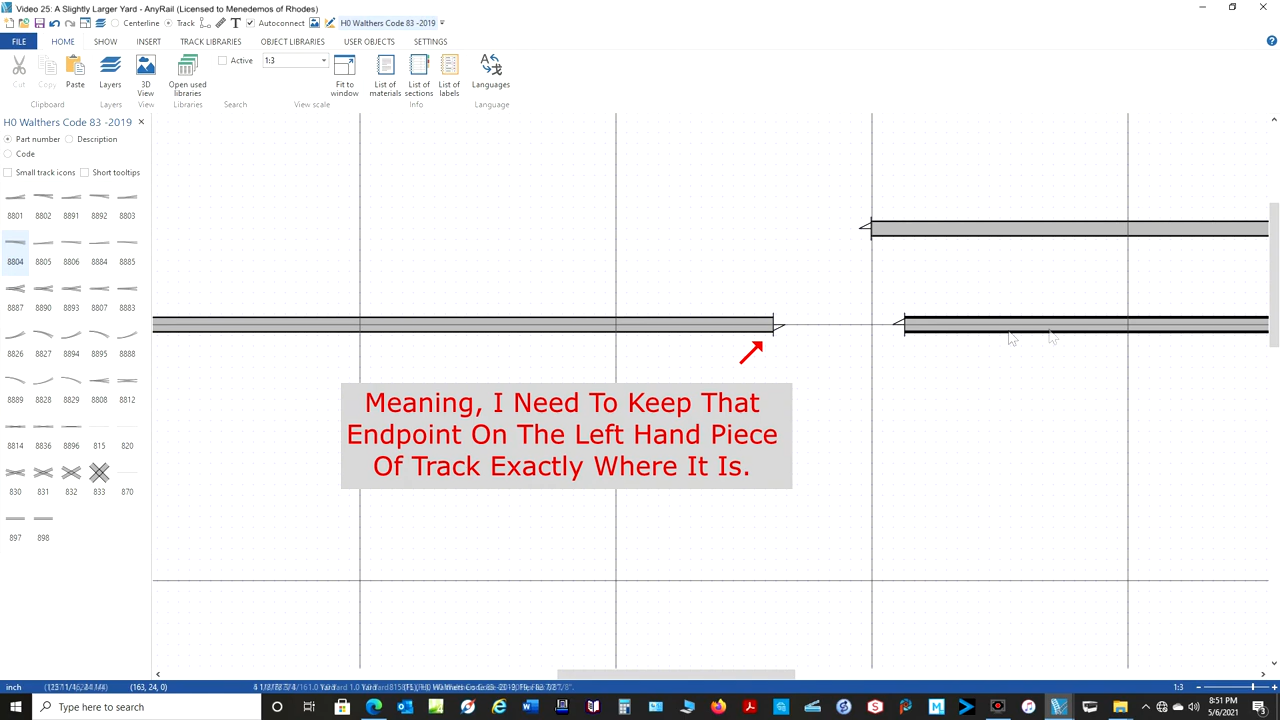 Video 25: A Slightly Larger Yard - AnyRail (Licensed to Menedemos of Rhodes)
Centerline Track T Autoconnect H0 Walthers Code 83 -2019
FILE HOME SHOW INSERT TRACK LIBRARIES OBJECT LIBRARIES USER OBJECTS SETTINGS
Cut Copy Paste Layers 3D View Open used libraries Active 1:3 Fit to window List of materials List of sections List of labels Languages
Clipboard Layers View Libraries Search View scale Info Language
H0 Walthers Code 83 -2019
Part number Description
Code
Small track icons Short tooltips
8801 8802 8891 8892 8803
8804 8805 8806 8884 8885
8887 8890 8893 8807 8883
8826 8827 8894 8895 8888
8889 8828 8829 8808 8812
8814 8836 8896 815 820
830 831 832 833 870
897 898
Meaning, I Need To Keep That
Endpoint On The Left Hand Piece
Of Track Exactly Where It Is.
inch (163, 24, 0) 1:3
Type here to search
8:51 PM
5/6/2021